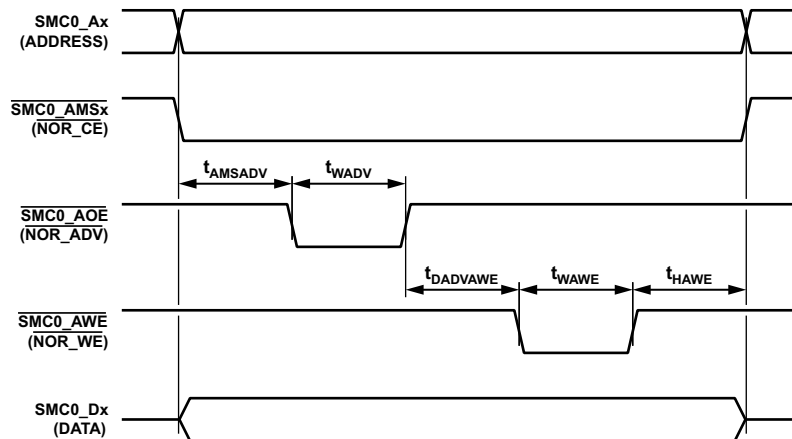 SMC0_Ax
(ADDRESS)
SMC0_AMSx
(NOR_CE)
tAMSADV
tWADV
SMC0_AOE
(NOR_ADV)
tDADVAWE
tWAWE
tHAWE
SMC0_AWE
(NOR_WE)
SMC0_Dx
(DATA)